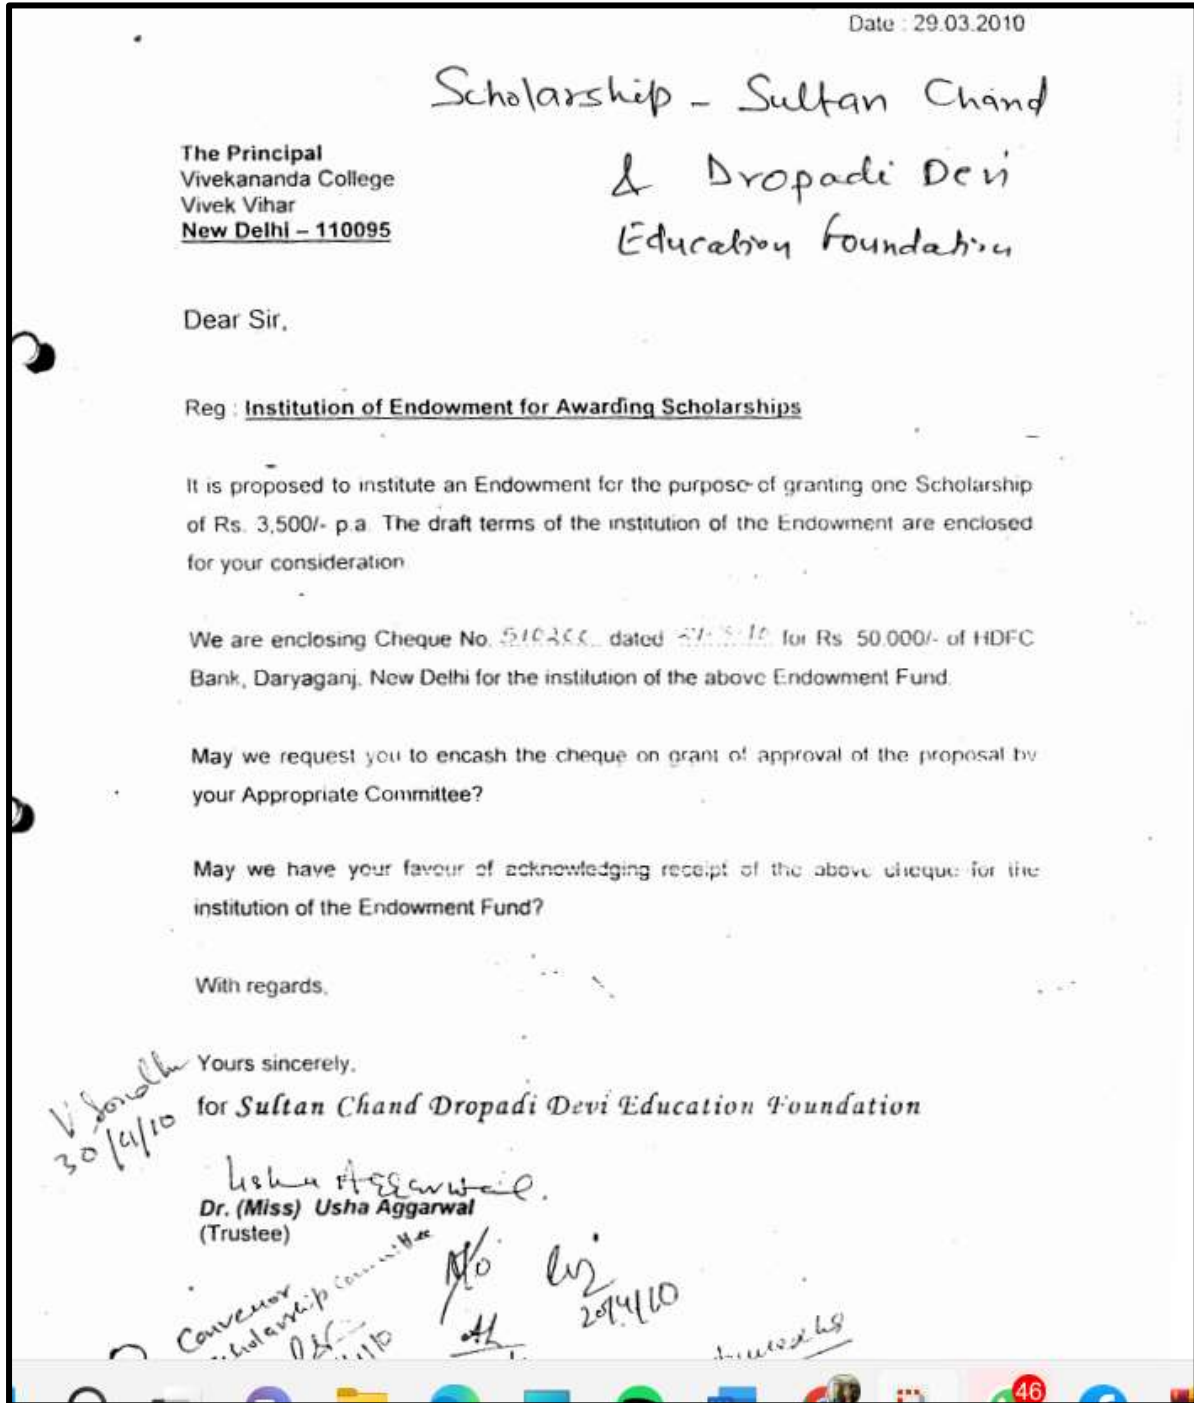 Date : 29.03.2010
Scholarship - Sultan Chand
& Dropadi Devi
Education Foundation
The Principal
Vivekananda College
Vivek Vihar
New Delhi – 110095
Dear Sir,
Reg : Institution of Endowment for Awarding Scholarships
It is proposed to institute an Endowment for the purpose of granting one Scholarship
of Rs. 3,500/- p.a. The draft terms of the institution of the Endowment are enclosed
for your consideration
We are enclosing Cheque No. dated for Rs 50.000/- of HDFC
Bank, Daryaganj, New Delhi for the institution of the above Endowment Fund.
May we request you to encash the cheque on grant of approval of the proposal by
your Appropriate Committee?
May we have your favour of acknowledging receipt of the above cheque for the
institution of the Endowment Fund?
With regards,
Yours sincerely,
for Sultan Chand Dropadi Devi Education Foundation
30/4/10
Usha Aggarwal.
Dr. (Miss) Usha Aggarwal
(Trustee)
Convenor
Scholarship Committee
20/4/10
46